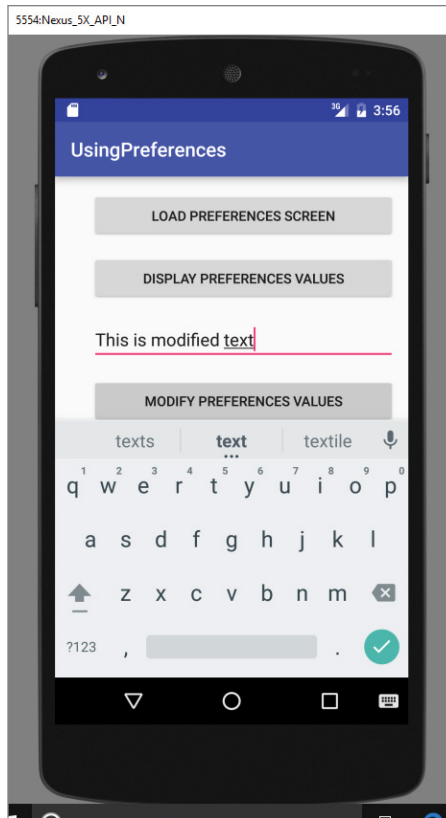 5554:Nexus_5X_API_N
3G 3:56
UsingPreferences
LOAD PREFERENCES SCREEN
DISPLAY PREFERENCES VALUES
This is modified text
MODIFY PREFERENCES VALUES
texts text textile
1 2 3 4 5 6 7 8 9 0
q w e r t y u i o p
a s d f g h j k l
z x c v b n m
?123 , .